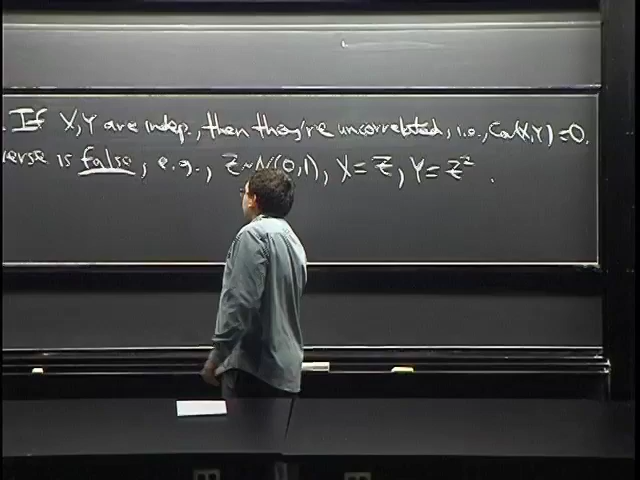 . If X,Y are indep., then they're uncorrelated, i.e., Cov(X,Y)=0.
verse is false, e.g., Z~N(0,1), X=Z, Y=Z².